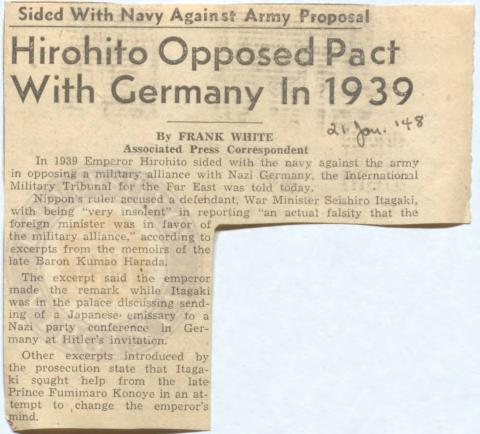 Sided With Navy Against Army Proposal
Hirohito Opposed Pact
With Germany In 1939
21 Jan. '48
By FRANK WHITE
Associated Press Correspondent
In 1939 Emperor Hirohito sided with the navy against the army
in opposing a military alliance with Nazi Germany, the International
Military Tribunal for the Far East was told today.
Nippon's ruler accused a defendant, War Minister Seishiro Itagaki,
with being "very insolent" in reporting "an actual falsity that the
foreign minister was in favor of
the military alliance," according to
excerpts from the memoirs of the
late Baron Kumao Harada.
The excerpt said the emperor
made the remark while Itagaki
was in the palace discussing send-
ing of a Japanese emissary to a
Nazi party conference in Ger-
many at Hitler's invitation.
Other excerpts introduced by
the prosecution state that Itaga-
ki sought help from the late
Prince Fumimaro Konoye in an at-
tempt to change the emperor's
mind.